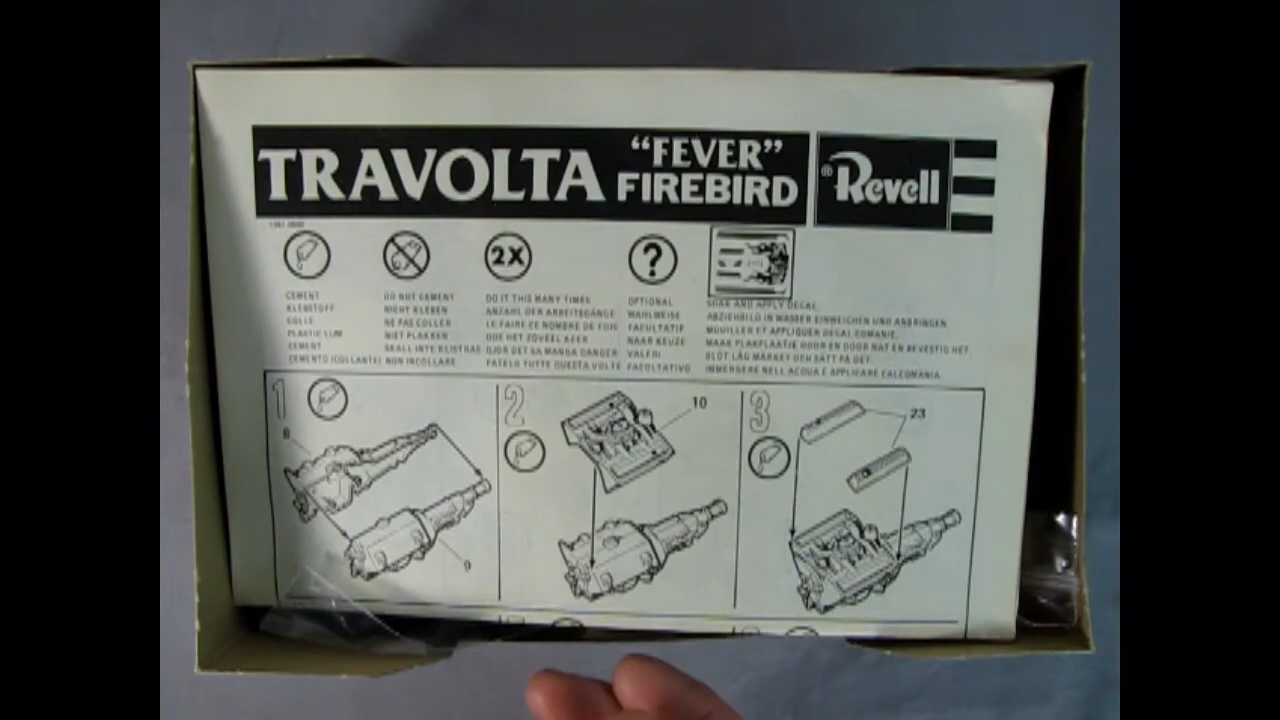 TRAVOLTA "FEVER" FIREBIRD
® Revell
2X
?
CEMENT
KLEBSTOFF
COLLE
PLASTIC LIJM
CEMENT
CEMENTO (COLLANTE)
DO NOT CEMENT
NICHT KLEBEN
NE PAS COLLER
NIET PLAKKEN
SKALL INTE KLISTRAS
NON INCOLLARE
DO IT THIS MANY TIMES
ANZAHL DER ARBEITSGÄNGE
LE FAIRE CE NOMBRE DE FOIS
DOE HET ZOVEEL KEER
GJOR DET SA MANGA GANGER
FATELO TUTTE QUESTA VOLTE
OPTIONAL
WAHLWEISE
FACULTATIF
NAAR KEUZE
VALFRI
FACOLTATIVO
SOAK AND APPLY DECAL
ABZIEHBILD IN WASSER EINWEICHEN UND ANBRINGEN
MOUILLER ET APPLIQUER DECALCOMANIE.
MAAK PLAKPLAATJE DOOR EN DOOR NAT EN BEVESTIG HET
BLÖT LÄG MÄRKET OCH SÄTT PÅ DET.
IMMERGERE NELL ACQUA E APPLICARE CALCOMANIA.
1
8
9
2
10
3
23